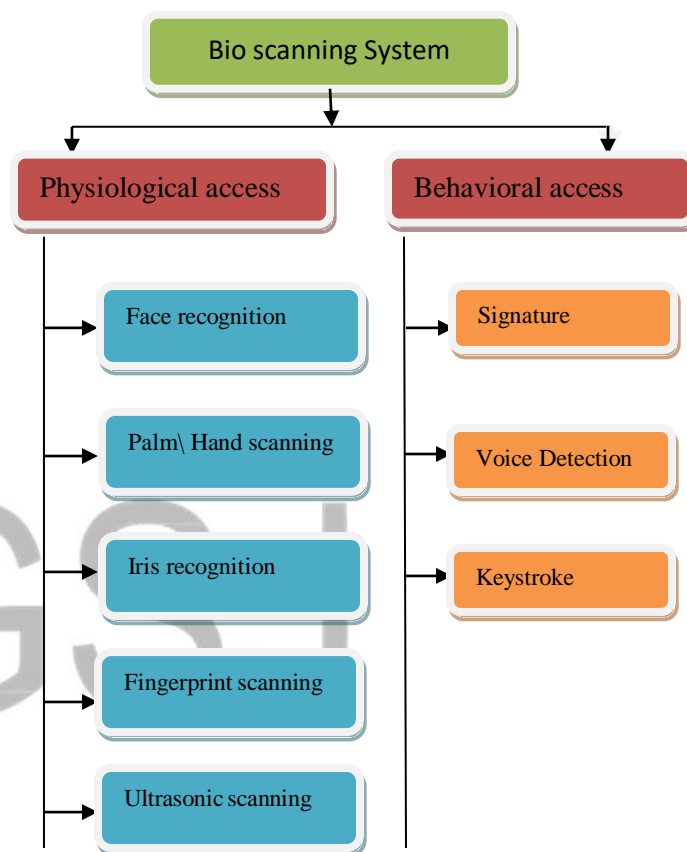 Bio scanning System
Physiological access
Behavioral access
Face recognition
Palm\ Hand scanning
Iris recognition
Fingerprint scanning
Ultrasonic scanning
Signature
Voice Detection
Keystroke